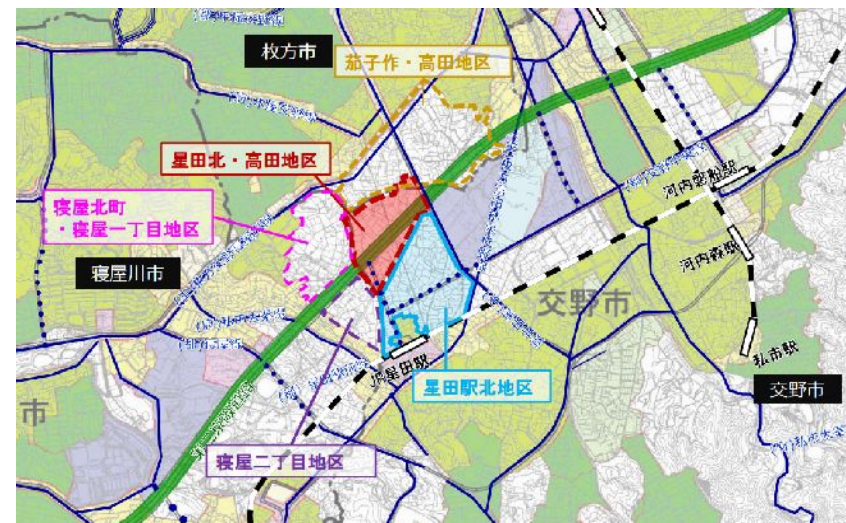 枚方市
茄子作・高田地区
星田北・高田地区
河内磐船駅
寝屋北町
・寝屋一丁目地区
河内森駅
寝屋川市
交野市
JR星田駅
私市駅
星田駅北地区
交野市
市
寝屋二丁目地区